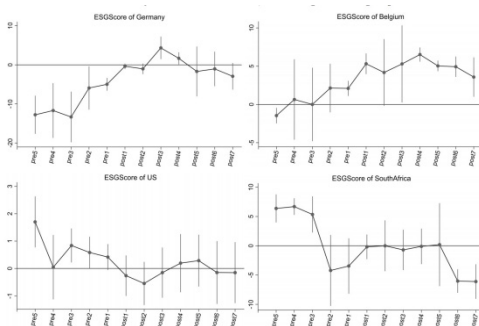 ESGScore of Germany
10
0
-10
-20
pre5 pre4 pre3 pre2 pre1 post1 post2 post3 post4 post5 post6 post7
ESGScore of Belgium
10
5
0
-5
pre5 pre4 pre3 pre2 pre1 post1 post2 post3 post4 post5 post6 post7
ESGScore of US
3
2
1
0
-1
pre5 pre4 pre3 pre2 pre1 post1 post2 post3 post4 post5 post6 post7
ESGScore of SouthAfrica
10
5
0
-5
-10
pre5 pre4 pre3 pre2 pre1 post1 post2 post3 post4 post5 post6 post7